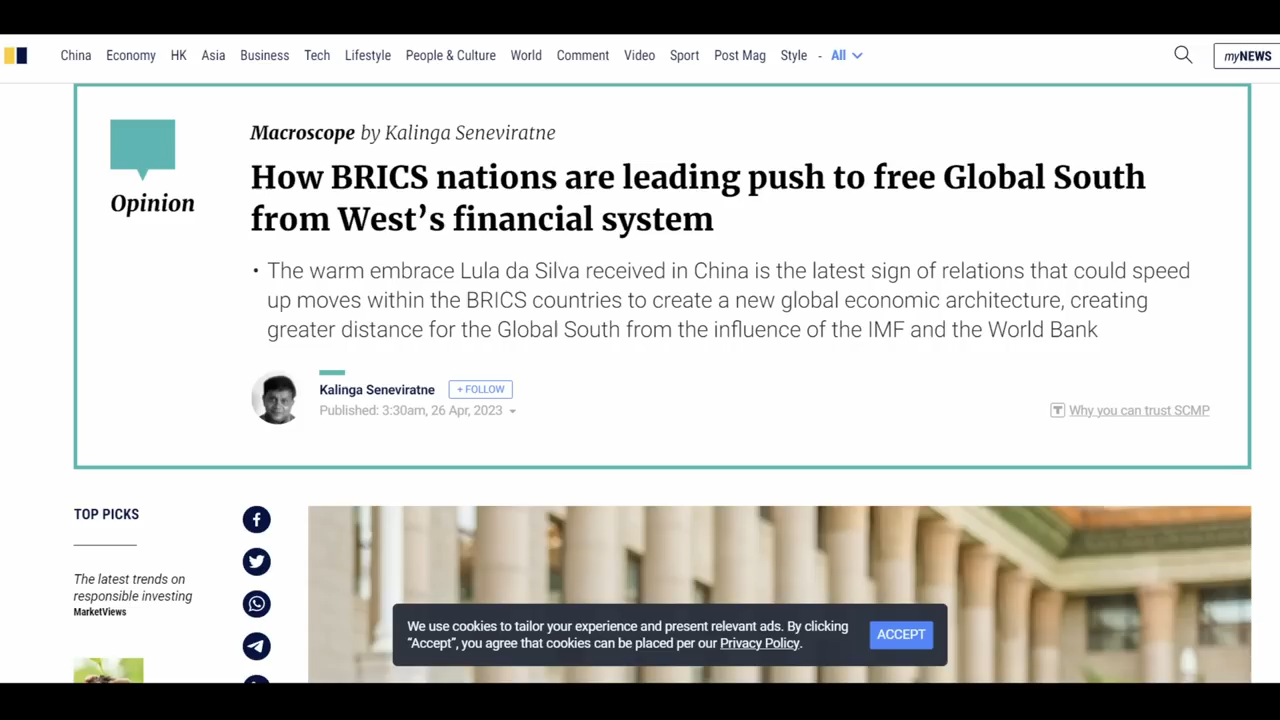 China Economy HK Asia Business Tech Lifestyle People & Culture World Comment Video Sport Post Mag Style - All
myNEWS
Macroscope by Kalinga Seneviratne
Opinion
How BRICS nations are leading push to free Global South
from West's financial system
• The warm embrace Lula da Silva received in China is the latest sign of relations that could speed
up moves within the BRICS countries to create a new global economic architecture, creating
greater distance for the Global South from the influence of the IMF and the World Bank
Kalinga Seneviratne + FOLLOW
Published: 3:30am, 26 Apr, 2023
Why you can trust SCMP
TOP PICKS
The latest trends on
responsible investing
MarketViews
We use cookies to tailor your experience and present relevant ads. By clicking
"Accept", you agree that cookies can be placed per our Privacy Policy.
ACCEPT